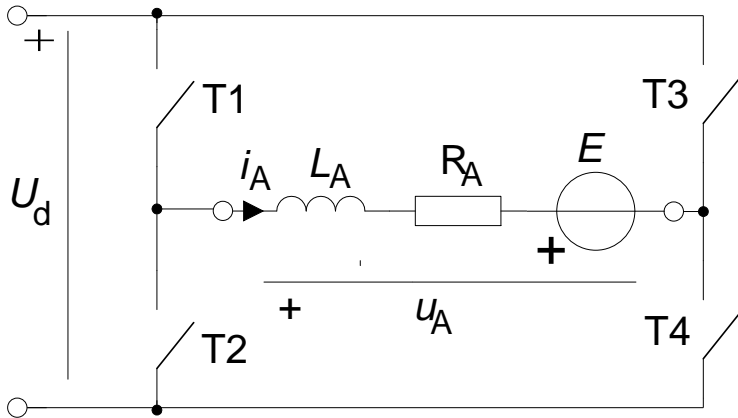 +
T1
T3
i_A
L_A
R_A
E
U_d
+
+
u_A
T2
T4